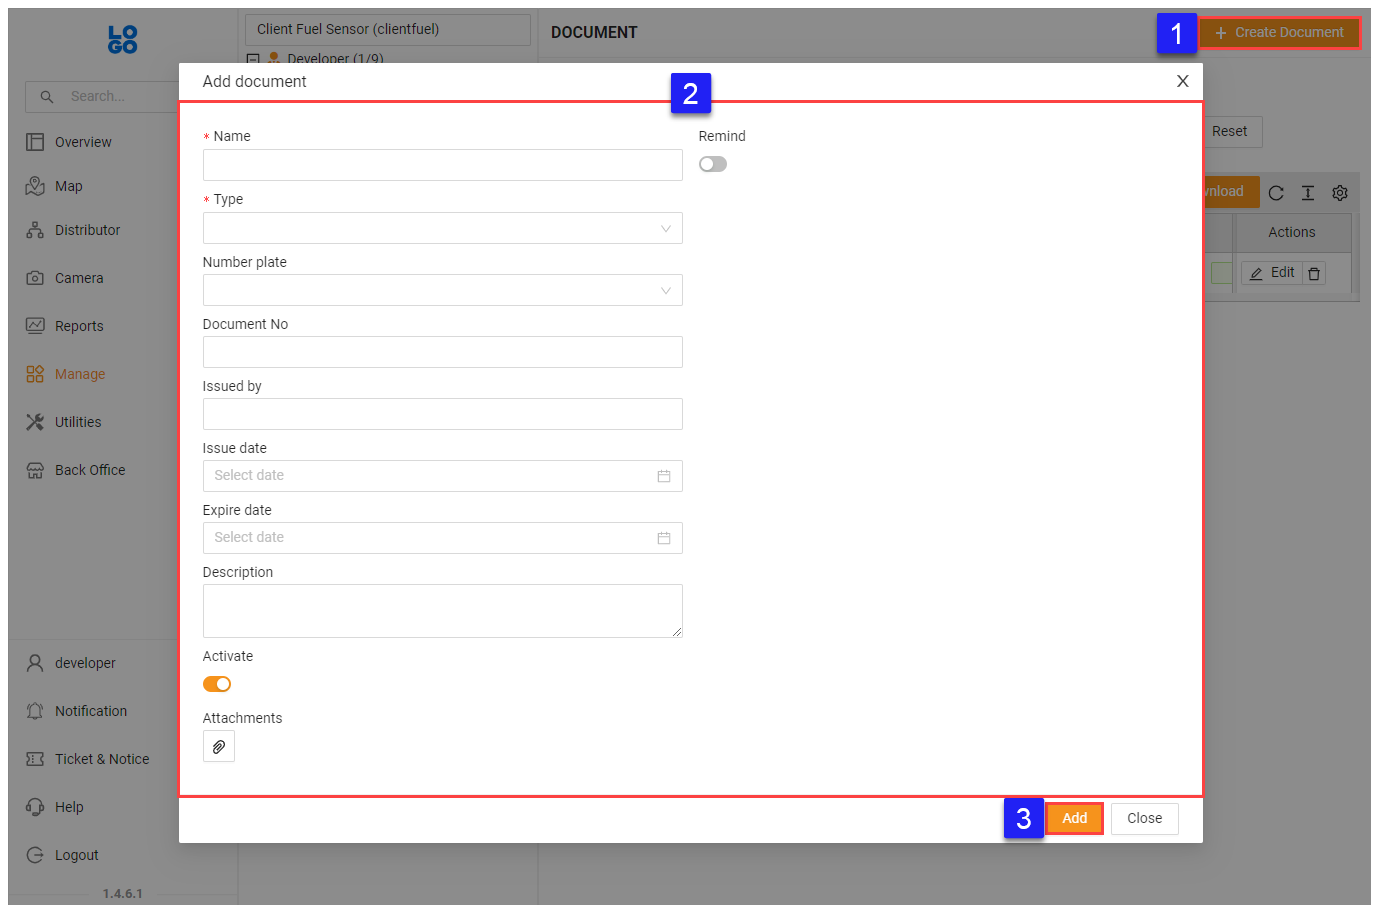 LO
GO
Search...
Overview
Map
Distributor
Camera
Reports
Manage
Utilities
Back Office
developer
Notification
Ticket & Notice
Help
Logout
1.4.6.1
Client Fuel Sensor (clientfuel)
Developer (1/9)
DOCUMENT
1
+ Create Document
Reset
wnload
Actions
Edit
Add document
X
2
* Name
Remind
* Type
Number plate
Document No
Issued by
Issue date
Select date
Expire date
Select date
Description
Activate
Attachments
3
Add
Close